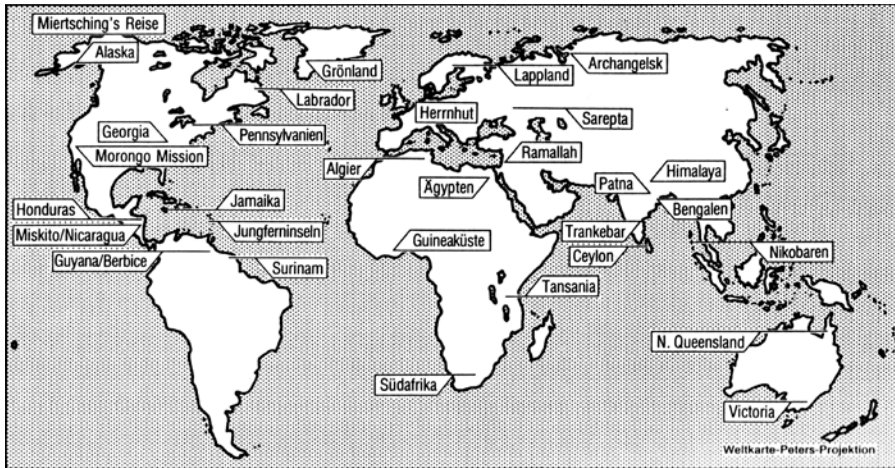 Miertsching's Reise
Alaska
Grönland
Lappland
Archangelsk
Labrador
Herrnhut
Sarepta
Georgia
Pennsylvanien
Morongo Mission
Ramallah
Algier
Himalaya
Ägypten
Patna
Jamaika
Bengalen
Honduras
Jungferninseln
Trankebar
Miskito/Nicaragua
Guineaküste
Nikobaren
Ceylon
Guyana/Berbice
Surinam
Tansania
N. Queensland
Südafrika
Victoria
Weltkarte-Peters-Projektion